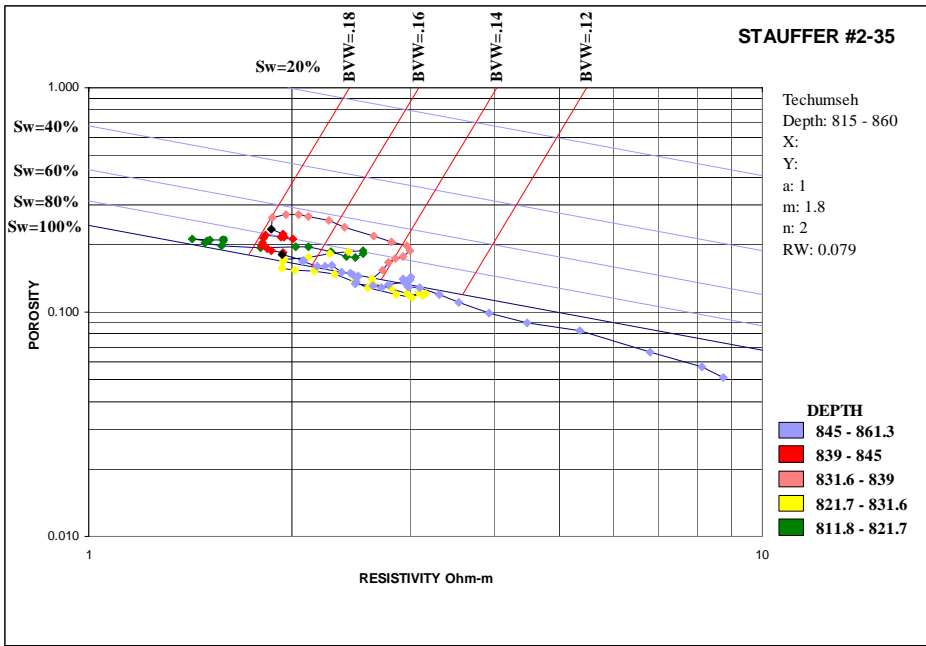 STAUFFER #2-35
BVW=.18
BVW=.16
BVW=.14
BVW=.12
Sw=20%
1.000
Sw=40%
Sw=60%
Sw=80%
Sw=100%
Techumseh
Depth: 815 - 860
X:
Y:
a: 1
m: 1.8
n: 2
RW: 0.079
POROSITY
0.100
0.010
1
10
RESISTIVITY Ohm-m
DEPTH
845 - 861.3
839 - 845
831.6 - 839
821.7 - 831.6
811.8 - 821.7